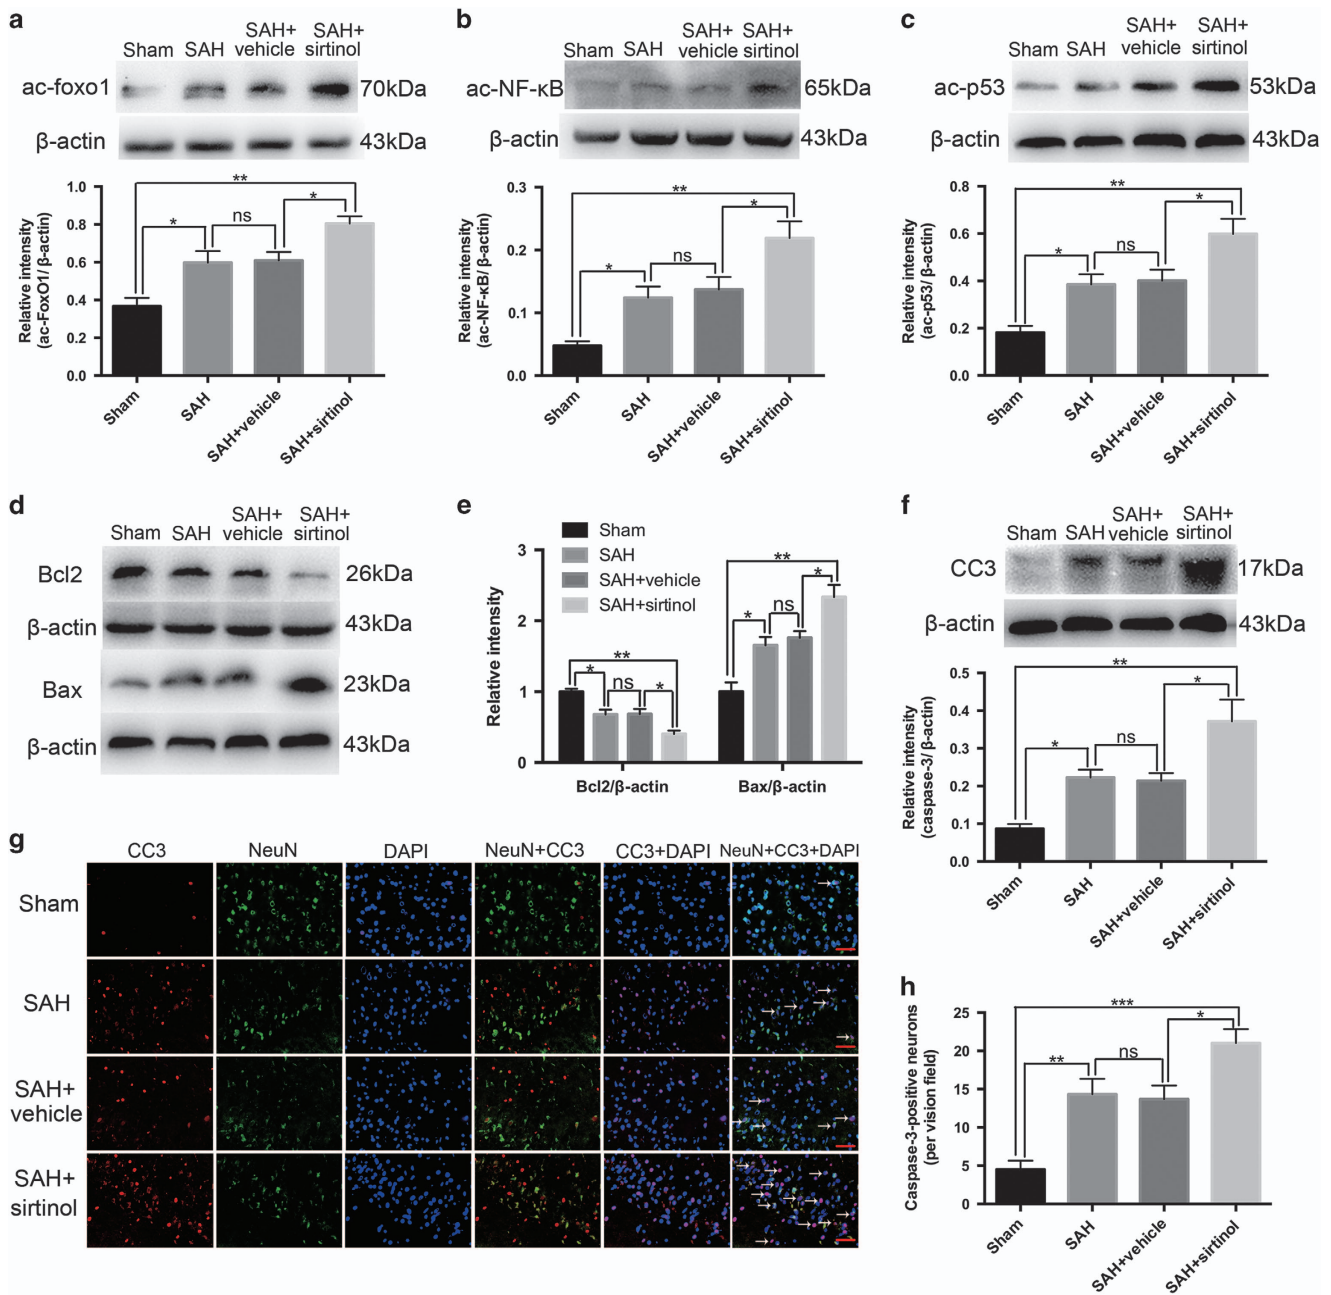 a
Sham SAH SAH+ vehicle SAH+ sirtinol
ac-foxo1 70kDa
β-actin 43kDa
Relative intensity
(ac-FoxO1/ β-actin)
1.0
0.8
0.6
0.4
0.2
0.0
**
*
ns
*
Sham
SAH
SAH+vehicle
SAH+sirtinol
b
Sham SAH SAH+ vehicle SAH+ sirtinol
ac-NF-κB 65kDa
β-actin 43kDa
Relative intensity
(ac-NF-κB/ β-actin)
0.3
0.2
0.1
0.0
**
*
ns
*
Sham
SAH
SAH+vehicle
SAH+sirtinol
c
Sham SAH SAH+ vehicle SAH+ sirtinol
ac-p53 53kDa
β-actin 43kDa
Relative intensity
(ac-p53/ β-actin)
0.8
0.6
0.4
0.2
0.0
**
*
ns
*
Sham
SAH
SAH+vehicle
SAH+sirtinol
d
Sham SAH SAH+ vehicle SAH+ sirtinol
Bcl2 26kDa
β-actin 43kDa
Bax 23kDa
β-actin 43kDa
e
Sham
SAH
SAH+vehicle
SAH+sirtinol
Relative intensity
3
2
1
0
**
*
ns
*
**
*
ns
*
Bcl2/β-actin Bax/β-actin
f
Sham SAH SAH+ vehicle SAH+ sirtinol
CC3 17kDa
β-actin 43kDa
Relative intensity
(caspase-3/ β-actin)
0.5
0.4
0.3
0.2
0.1
0.0
**
*
ns
*
Sham
SAH
SAH+vehicle
SAH+sirtinol
g
CC3 NeuN DAPI NeuN+CC3 CC3+DAPI NeuN+CC3+DAPI
Sham
SAH
SAH+
vehicle
SAH+
sirtinol
h
Caspase-3-positive neurons
(per vision field)
25
20
15
10
5
0
***
*
ns
**
Sham
SAH
SAH+vehicle
SAH+sirtinol